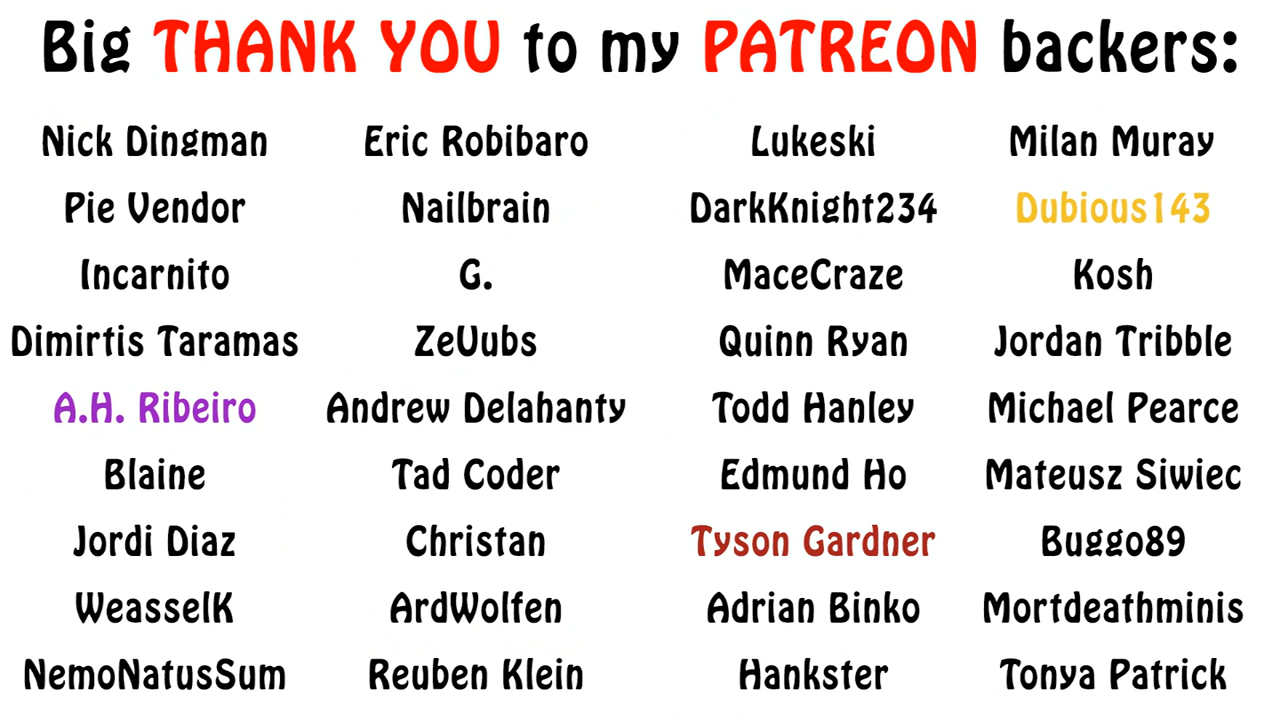 Big THANK YOU to my PATREON backers:
Nick Dingman Eric Robibaro Lukeski Milan Muray
Pie Vendor Nailbrain DarkKnight234 Dubious143
Incarnito G. MaceCraze Kosh
Dimirtis Taramas ZeVubs Quinn Ryan Jordan Tribble
A.H. Ribeiro Andrew Delahanty Todd Hanley Michael Pearce
Blaine Tad Coder Edmund Ho Mateusz Siwiec
Jordi Diaz Christan Tyson Gardner Buggo89
WeasselK ArdWolfen Adrian Binko Mortdeathminis
NemoNatusSum Reuben Klein Hankster Tonya Patrick